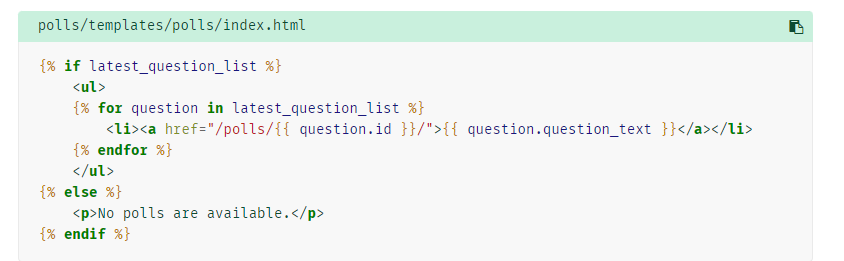 polls/templates/polls/index.html
{% if latest_question_list %}
    <ul>
    {% for question in latest_question_list %}
        <li><a href="/polls/{{ question.id }}/">{{ question.question_text }}</a></li>
    {% endfor %}
    </ul>
{% else %}
    <p>No polls are available.</p>
{% endif %}